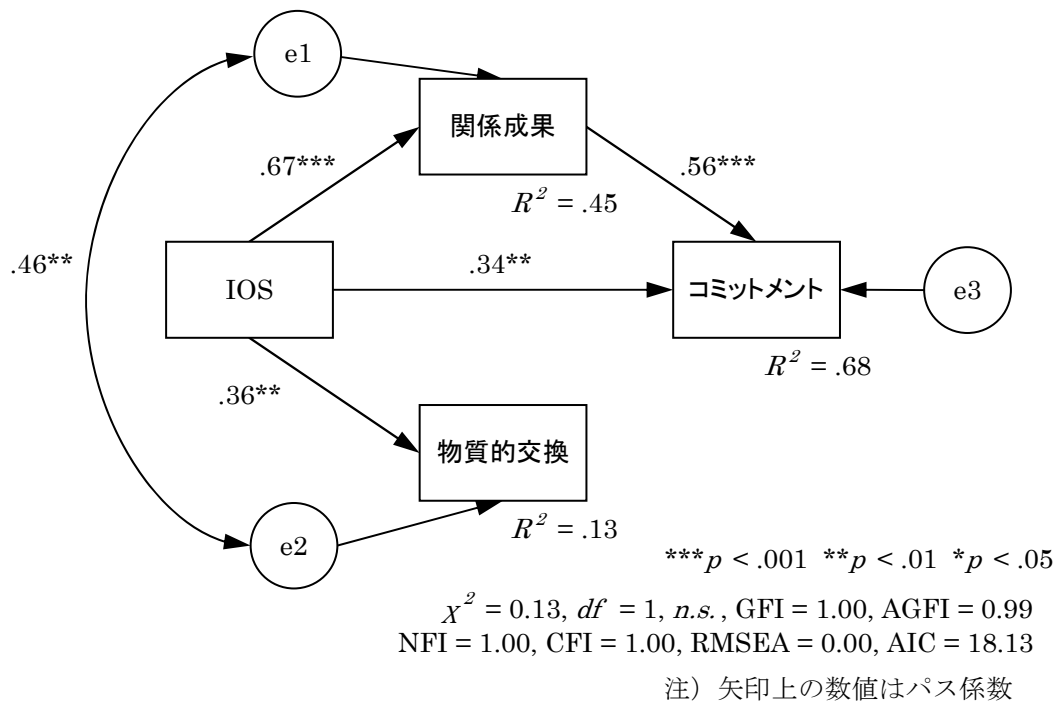 e1
関係成果
.67***
.56***
R² = .45
.46**
IOS
.34**
コミットメント
e3
R² = .68
.36**
物質的交換
R² = .13
e2
***p < .001 **p < .01 *p < .05
χ² = 0.13, df = 1, n.s., GFI = 1.00, AGFI = 0.99
NFI = 1.00, CFI = 1.00, RMSEA = 0.00, AIC = 18.13
注）矢印上の数値はパス係数